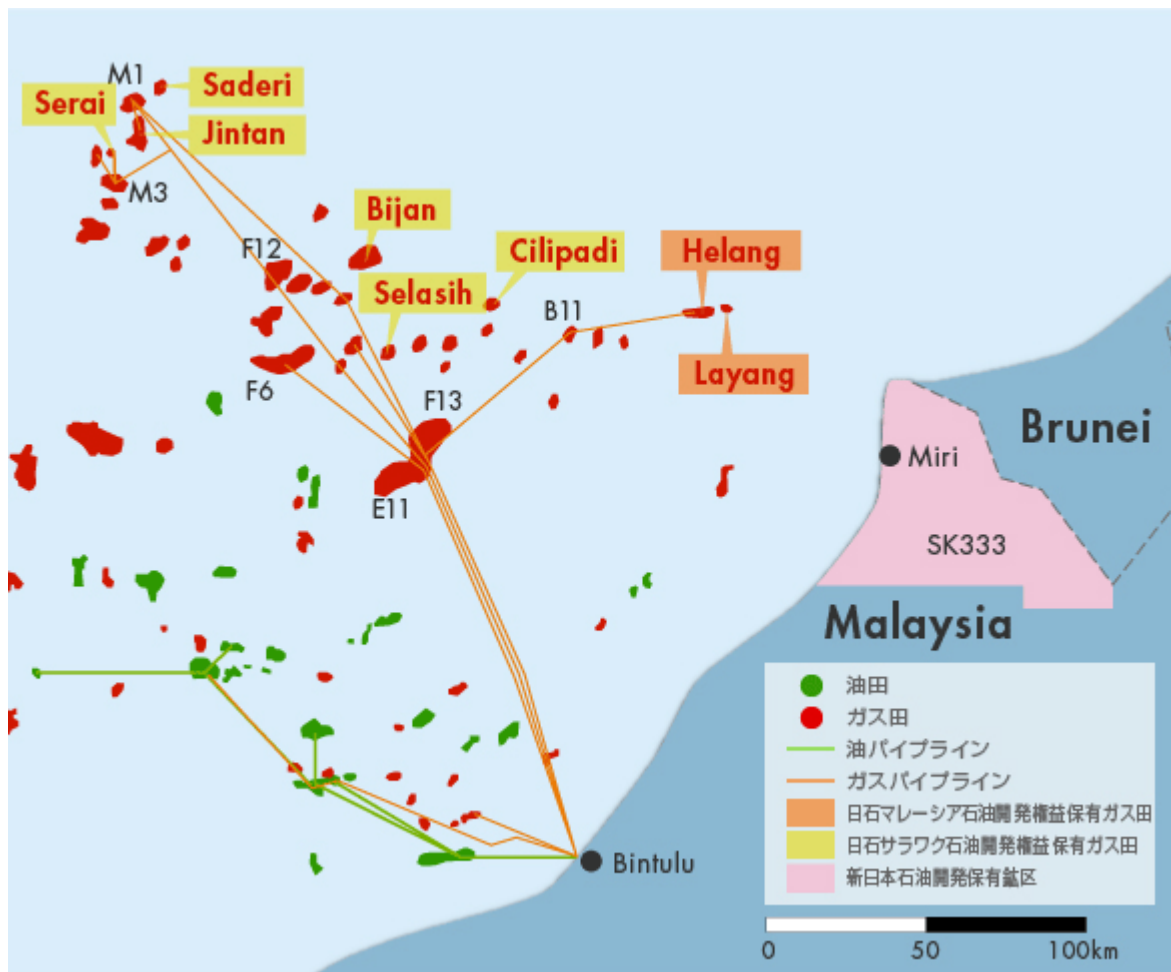 M1
Saderi
Serai
Jintan
M3
Bijan
F12
Cilipadi
Helang
Selasih
B11
Layang
F6
F13
Brunei
Miri
E11
SK333
Malaysia
油田
ガス田
油パイプライン
ガスパイプライン
日石マレーシア石油開発権益保有ガス田
日石サラワク石油開発権益保有ガス田
新日本石油開発保有鉱区
Bintulu
0 50 100km